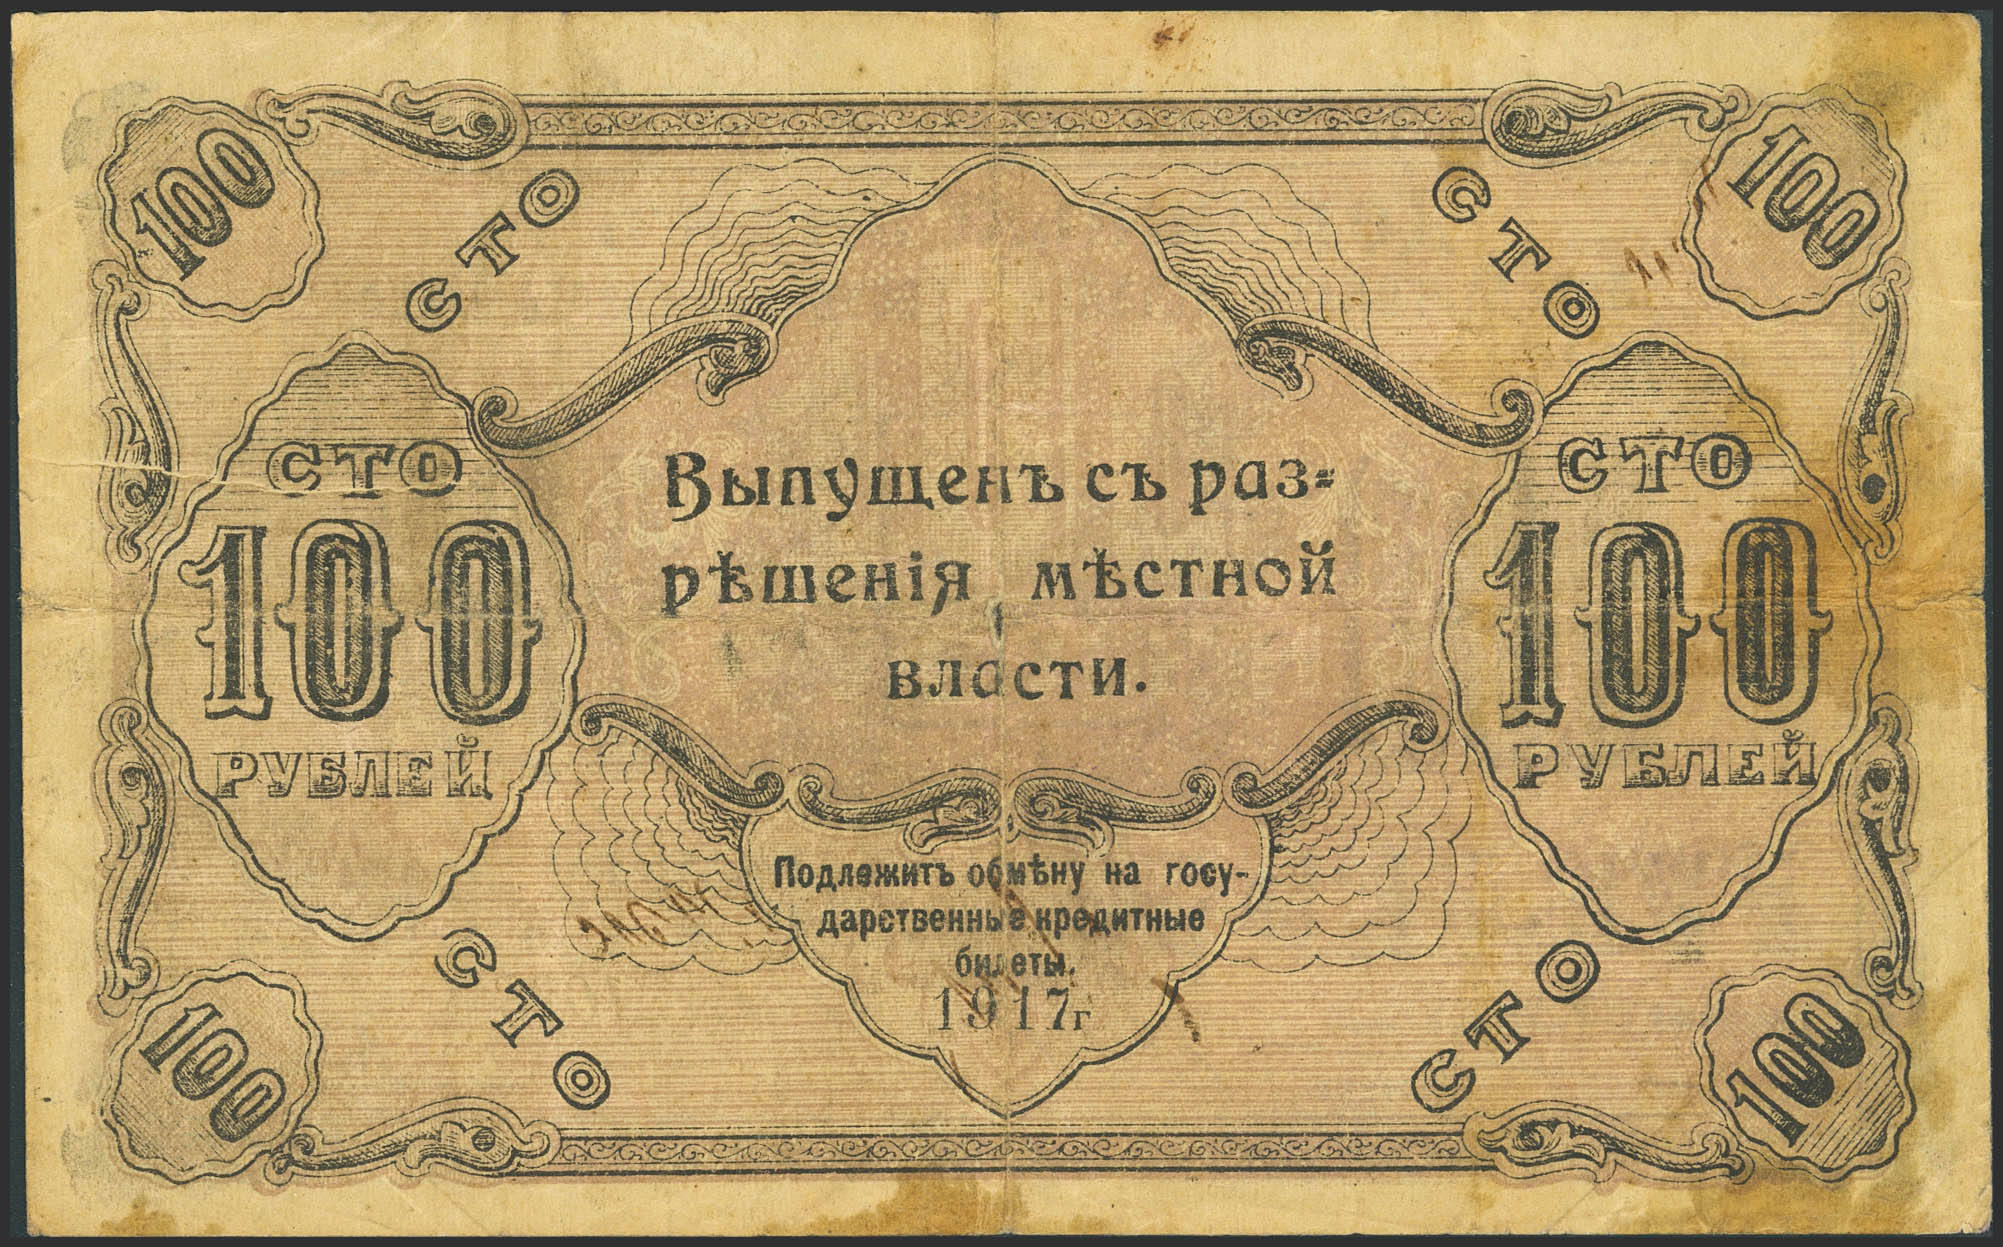 100
СТО
СТО
100
СТО
100
РУБЛЕЙ
Выпущенъ съ раз=
рѣшенія мѣстной
власти.
СТО
100
РУБЛЕЙ
Подлежитъ обмѣну на госу-
дарственные кредитные
билеты.
1917г
100
СТО
СТО
100